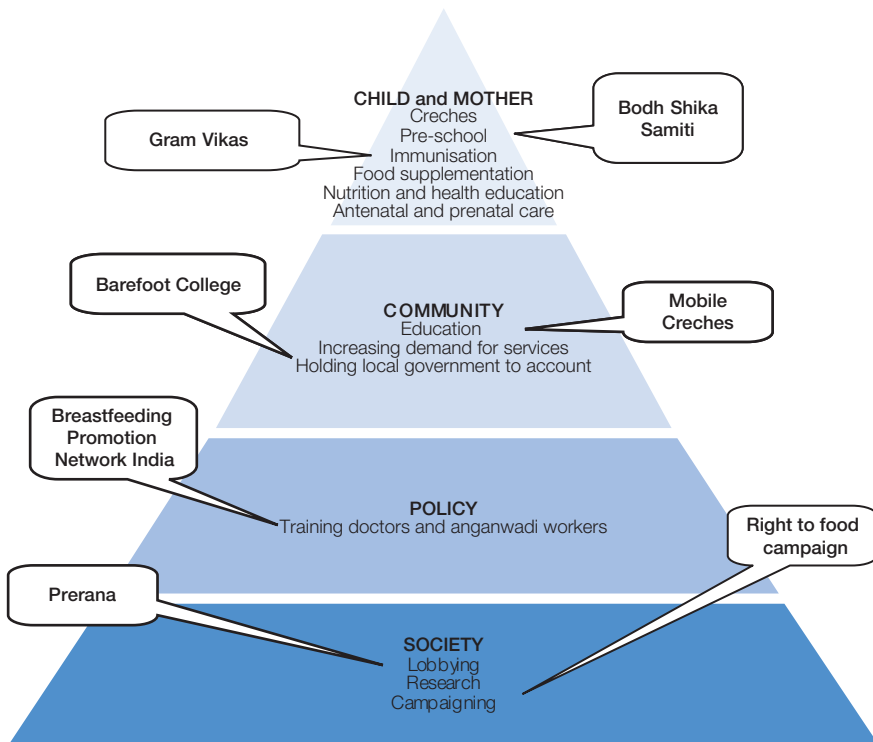 CHILD and MOTHER
Creches
Pre-school
Immunisation
Food supplementation
Nutrition and health education
Antenatal and prenatal care
Gram Vikas
Bodh Shika
Samiti
COMMUNITY
Education
Increasing demand for services
Holding local government to account
Barefoot College
Mobile
Creches
POLICY
Training doctors and anganwadi workers
Breastfeeding
Promotion
Network India
SOCIETY
Lobbying
Research
Campaigning
Prerana
Right to food
campaign